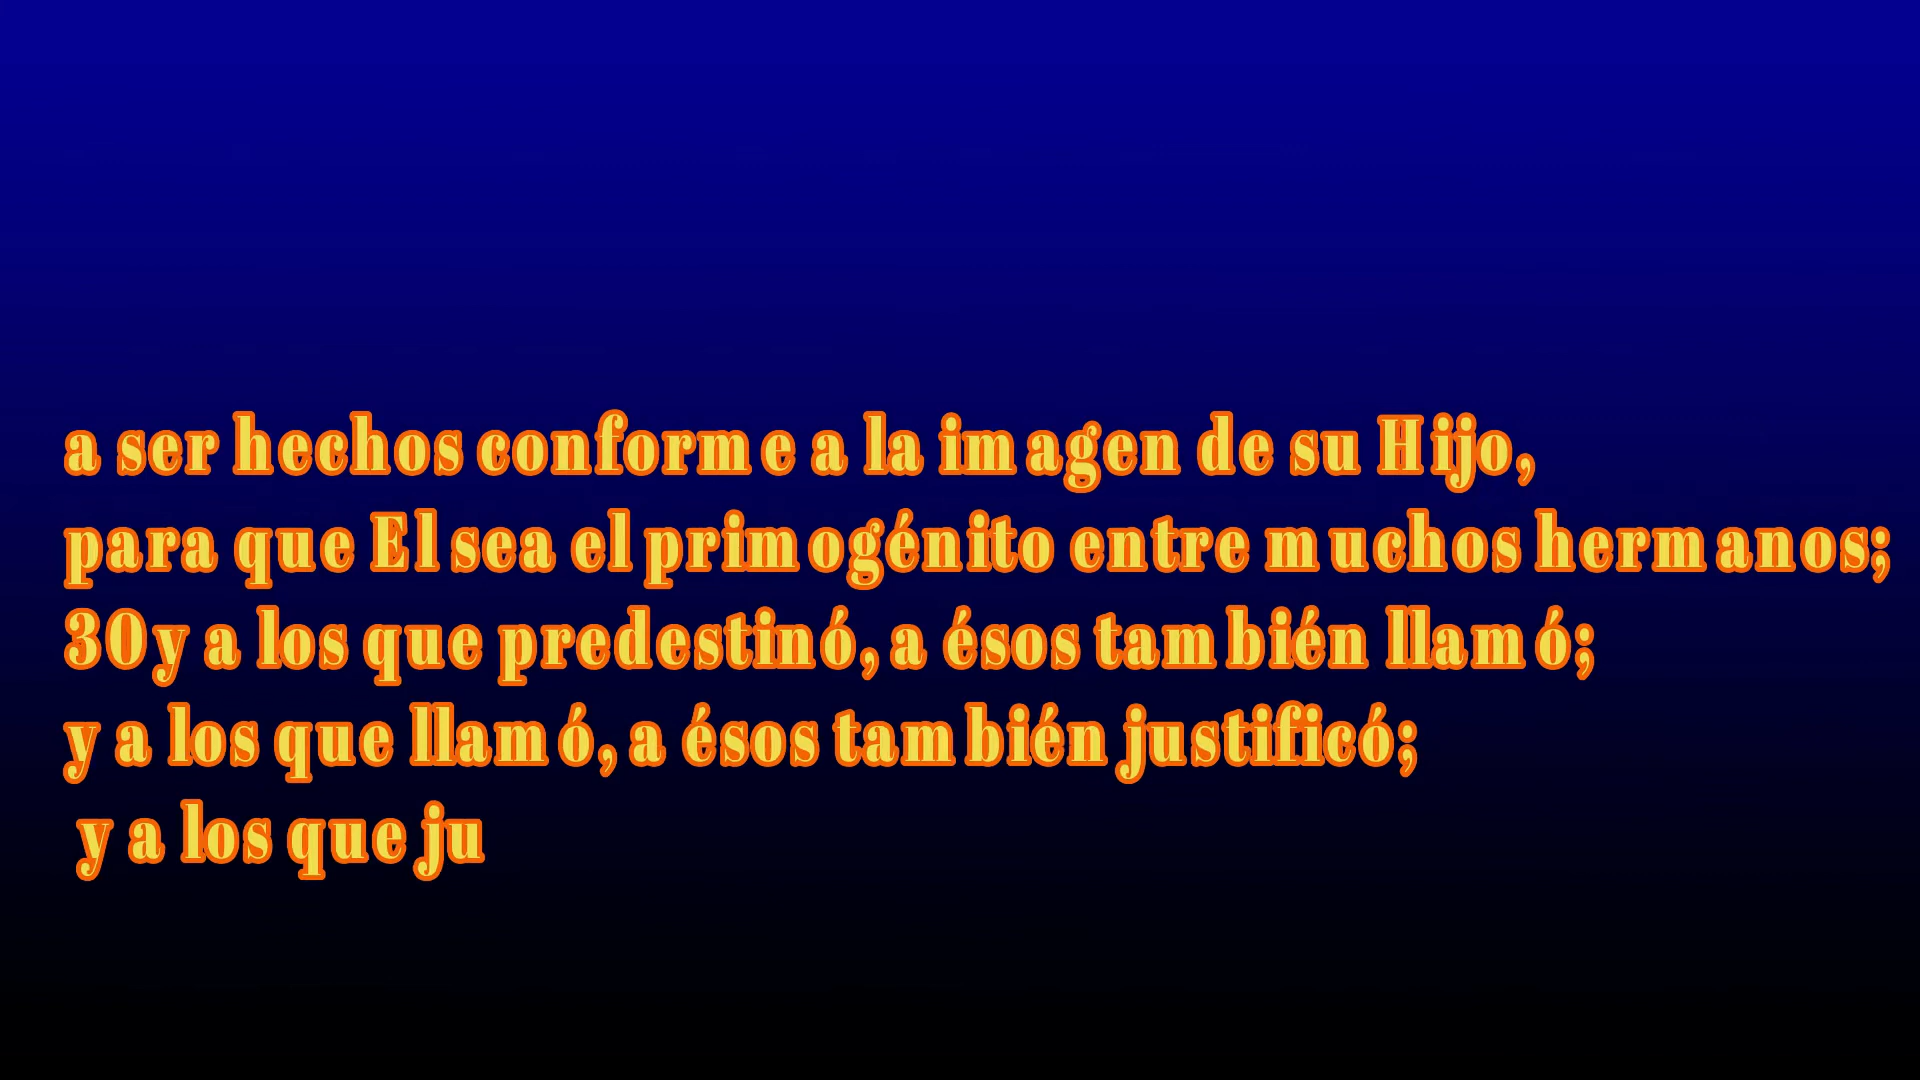 a ser hechos conforme a la imagen de su Hijo,
para que El sea el primogénito entre muchos hermanos;
30y a los que predestinó, a ésos también llamó;
y a los que llamó, a ésos también justificó;
y a los que ju